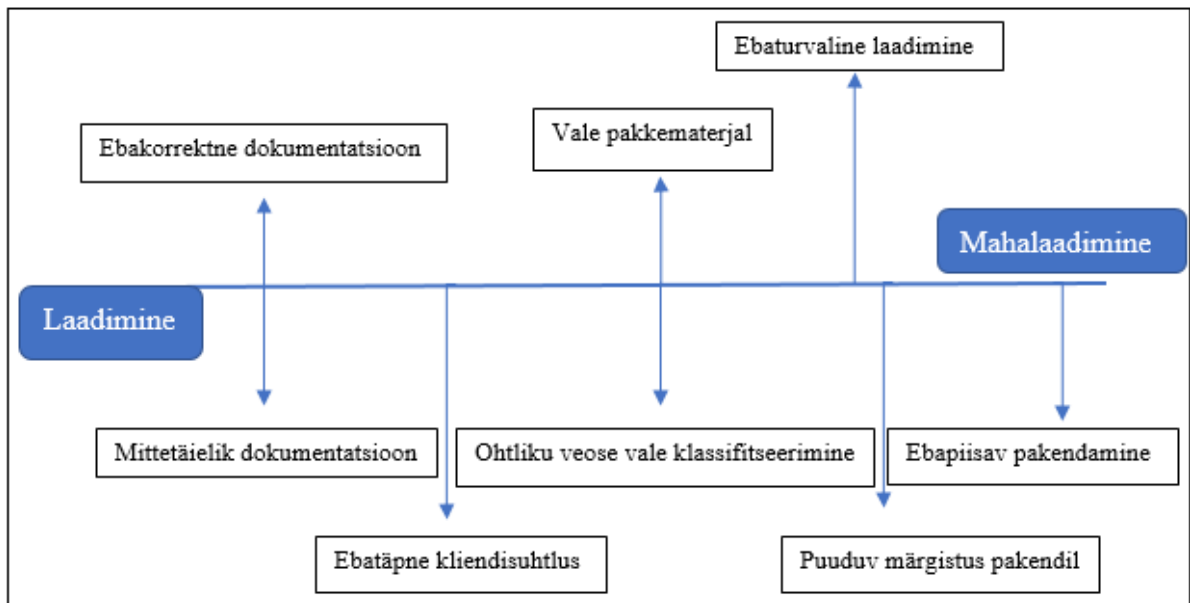 Ebaturvaline laadimine
Vale pakkematerjal
Ebakorrektne dokumentatsioon
Mahalaadimine
Laadimine
Mittetäielik dokumentatsioon
Ohtliku veose vale klassifitseerimine
Ebapiisav pakendamine
Ebatäpne kliendisuhtlus
Puuduv märgistus pakendil